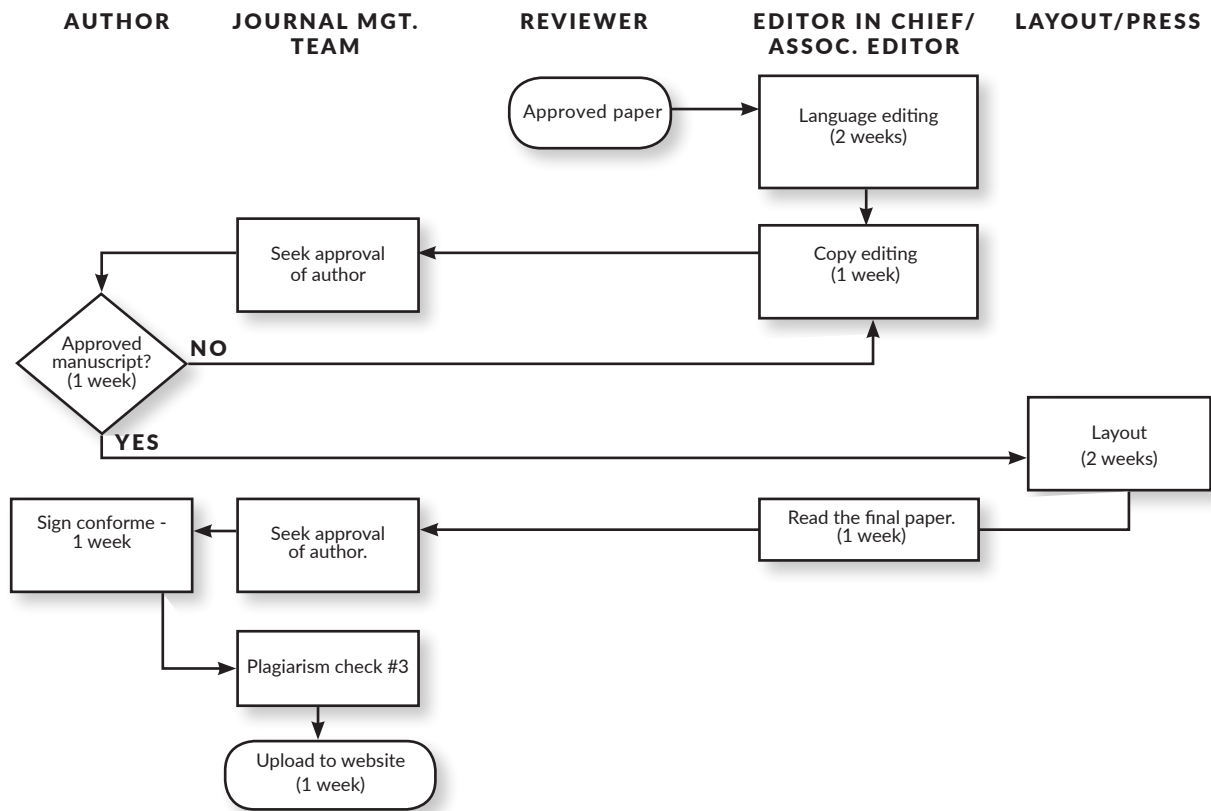 AUTHOR
JOURNAL MGT.
TEAM
REVIEWER
EDITOR IN CHIEF/
ASSOC. EDITOR
LAYOUT/PRESS
Approved paper
Language editing
(2 weeks)
Seek approval
of author
Copy editing
(1 week)
Approved
manuscript?
(1 week)
NO
YES
Layout
(2 weeks)
Sign conforme -
1 week
Seek approval
of author.
Read the final paper.
(1 week)
Plagiarism check #3
Upload to website
(1 week)